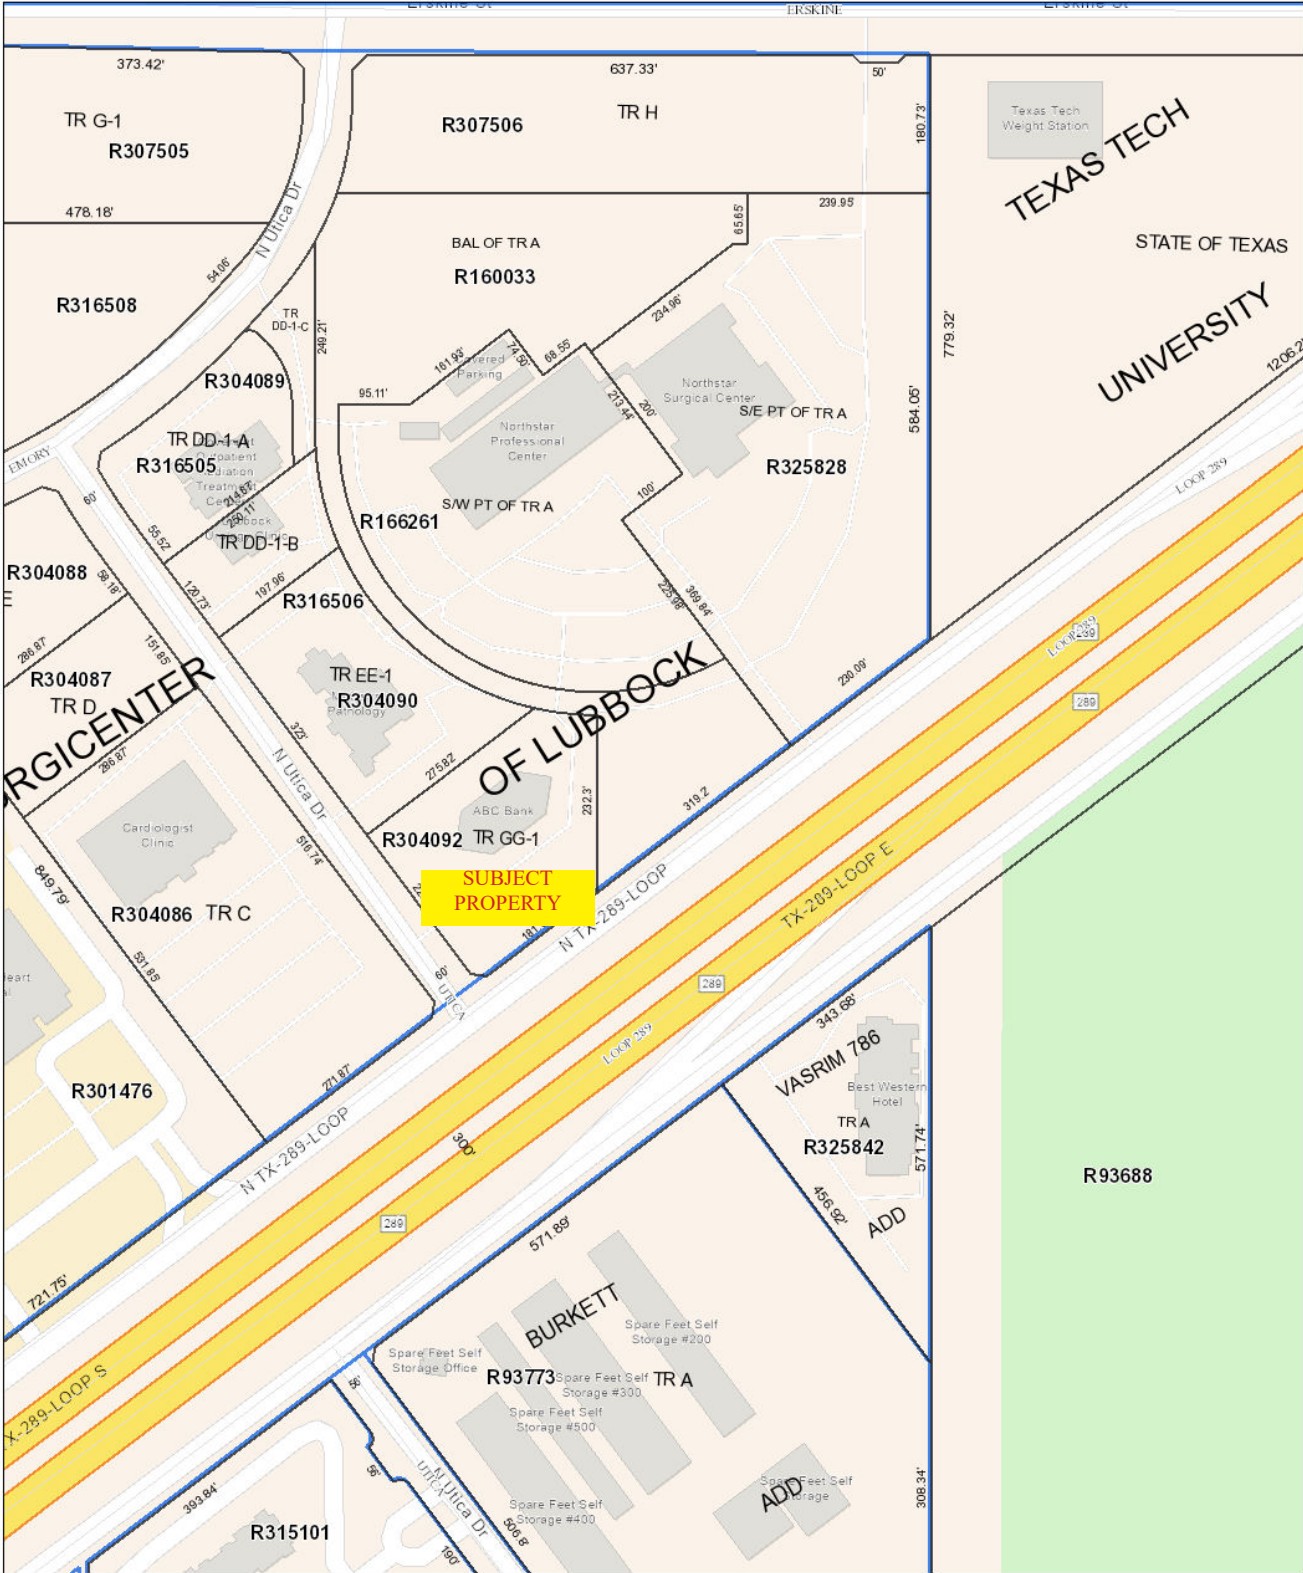 ERSKINE
373.42'
637.33'
50'
TR G-1
R307505
R307506
TR H
180.73'
Texas Tech
Weight Station
TEXAS TECH
478.18'
N Utica Dr
239.95'
65.65'
STATE OF TEXAS
BAL OF TR A
R160033
54.06'
R316508
TR
DD-1-C
249.21'
234.96'
779.32'
UNIVERSITY
161.93'
74.50'
68.55'
Parking
R304089
95.11'
Northstar
Surgical Center
213.44'
200'
S/E PT OF TR A
584.05'
Northstar
Professional
Center
TR DD-1-A
R316505
Treatment
R325828
EMORY
60'
LOOP 289
S/W PT OF TR A
100'
R166261
55.52'
TR DD-1-B
R304088
58.18'
120.73'
197.96'
R316506
369.84'
286.87'
151.85'
R304087
TR D
TR EE-1
R304090
Pathology
230.09'
LOOP 289
289
289
OF LUBBOCK
323'
286.87'
N Utica Dr
275.82'
232.3'
319.2'
ABC Bank
Cardiologist
Clinic
R304092 TR GG-1
516.74'
849.79'
SUBJECT
PROPERTY
R304086 TR C
N TX-289-LOOP
TX-289-LOOP E
531.85'
60'
UTICA
289
LOOP 289
343.68'
VASRIM 786
271.87'
R301476
Best Western
Hotel
TR A
R325842
571.74'
N TX-289-LOOP
300'
R93688
456.92'
ADD
289
571.89'
721.75'
BURKETT
Spare Feet Self
Storage #200
Spare Feet Self
Storage Office
R93773
Spare Feet Self
Storage #300
TR A
56'
Spare Feet Self
Storage #500
56'
UTICA
N Utica Dr
ADD
Spare Feet Self
Storage
393.84'
308.34'
Spare Feet Self
Storage #400
R315101
506.8'
190'